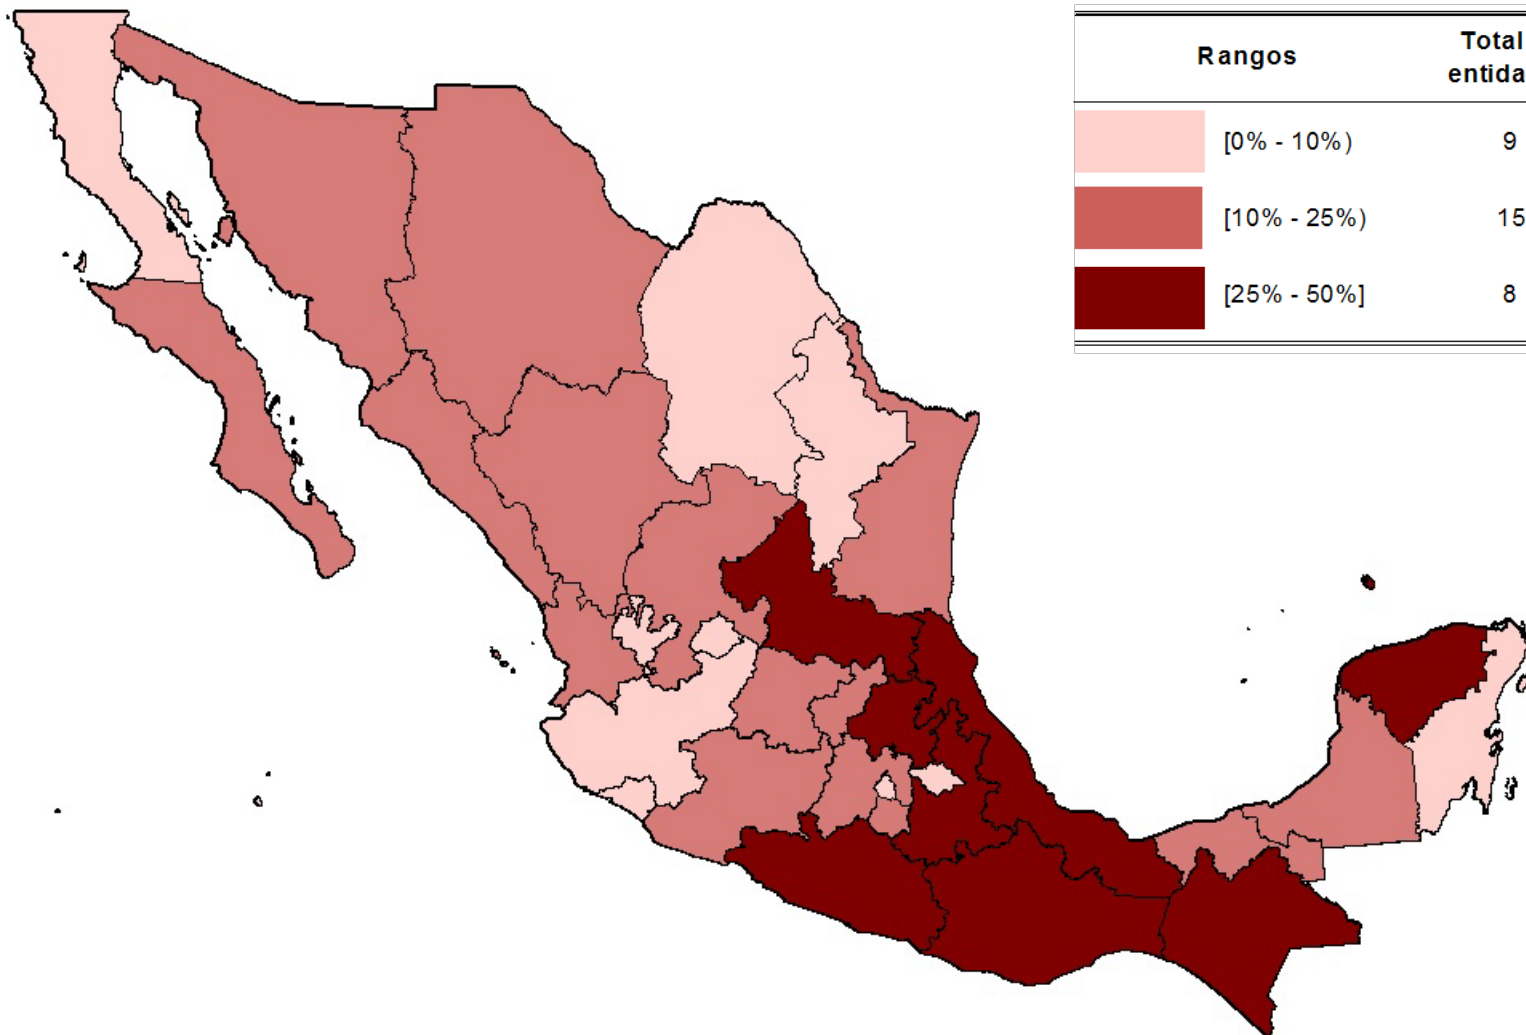 Rangos
Total
entida
[0% - 10%) 9
[10% - 25%) 15
[25% - 50%] 8